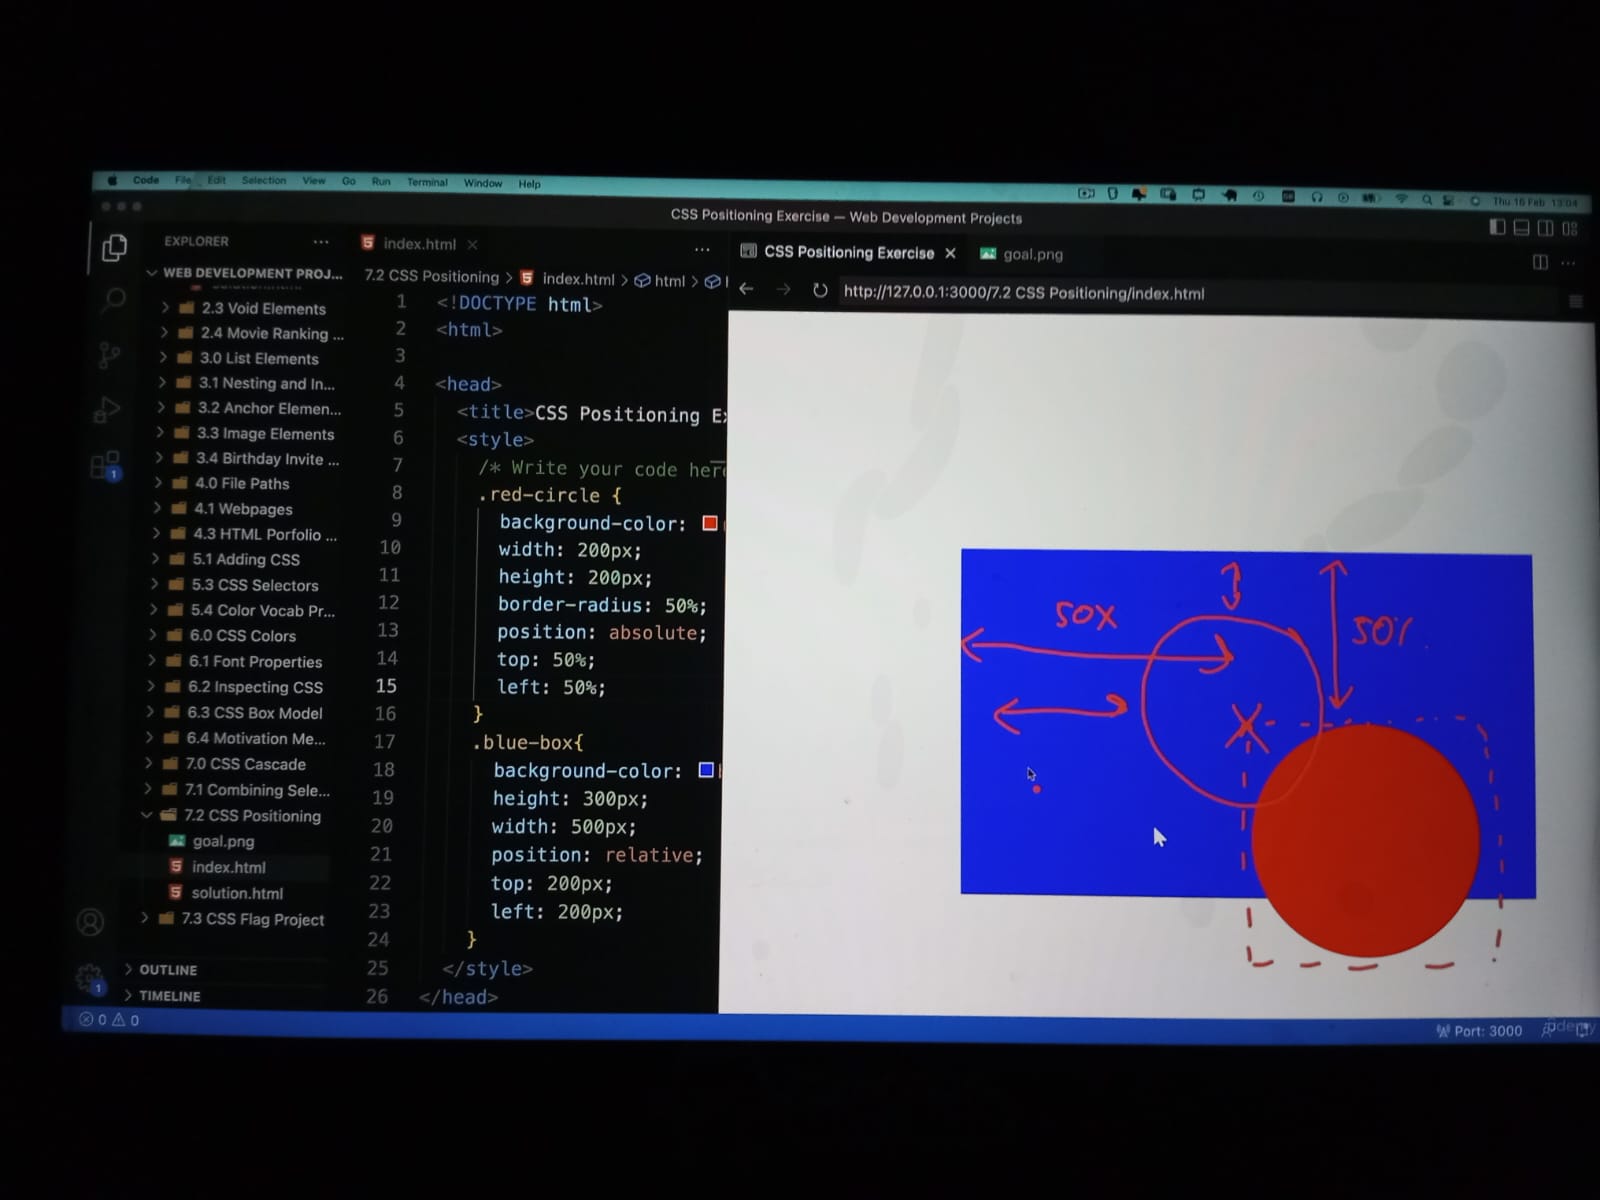 Code File Edit Selection View Go Run Terminal Window Help
Thu 16 Feb 13:04
CSS Positioning Exercise — Web Development Projects
EXPLORER
WEB DEVELOPMENT PROJ...
2.3 Void Elements
2.4 Movie Ranking ...
3.0 List Elements
3.1 Nesting and In...
3.2 Anchor Elemen...
3.3 Image Elements
3.4 Birthday Invite ...
4.0 File Paths
4.1 Webpages
4.3 HTML Porfolio ...
5.1 Adding CSS
5.3 CSS Selectors
5.4 Color Vocab Pr...
6.0 CSS Colors
6.1 Font Properties
6.2 Inspecting CSS
6.3 CSS Box Model
6.4 Motivation Me...
7.0 CSS Cascade
7.1 Combining Sele...
7.2 CSS Positioning
goal.png
index.html
solution.html
7.3 CSS Flag Project
OUTLINE
TIMELINE
1
0 0
index.html
7.2 CSS Positioning > index.html > html >
1 <!DOCTYPE html>
2 <html>
3
4 <head>
5 <title>CSS Positioning Ex
6 <style>
7 /* Write your code here
8 .red-circle {
9 background-color:
10 width: 200px;
11 height: 200px;
12 border-radius: 50%;
13 position: absolute;
14 top: 50%;
15 left: 50%;
16 }
17 .blue-box{
18 background-color:
19 height: 300px;
20 width: 500px;
21 position: relative;
22 top: 200px;
23 left: 200px;
24 }
25 </style>
26 </head>
CSS Positioning Exercise
goal.png
http://127.0.0.1:3000/7.2 CSS Positioning/index.html
50%
Port: 3000